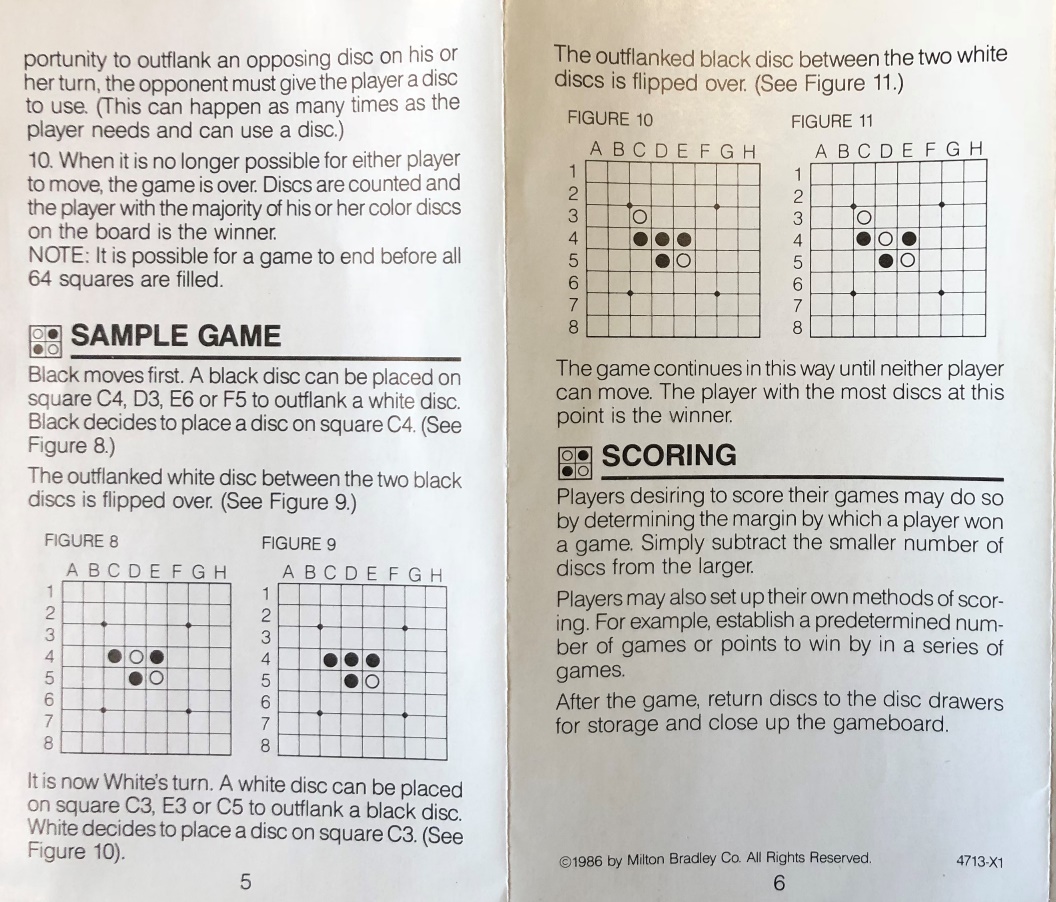 portunity to outflank an opposing disc on his or
her turn, the opponent must give the player a disc
to use. (This can happen as many times as the
player needs and can use a disc.)
10. When it is no longer possible for either player
to move, the game is over. Discs are counted and
the player with the majority of his or her color discs
on the board is the winner.
NOTE: It is possible for a game to end before all
64 squares are filled.
SAMPLE GAME
Black moves first. A black disc can be placed on
square C4, D3, E6 or F5 to outflank a white disc.
Black decides to place a disc on square C4. (See
Figure 8.)
The outflanked white disc between the two black
discs is flipped over. (See Figure 9.)
FIGURE 8
A B C D E F G H
1
2
3
4
5
6
7
8
FIGURE 9
A B C D E F G H
1
2
3
4
5
6
7
8
It is now White's turn. A white disc can be placed
on square C3, E3 or C5 to outflank a black disc.
White decides to place a disc on square C3. (See
Figure 10).
5
The outflanked black disc between the two white
discs is flipped over. (See Figure 11.)
FIGURE 10
A B C D E F G H
1
2
3
4
5
6
7
8
FIGURE 11
A B C D E F G H
1
2
3
4
5
6
7
8
The game continues in this way until neither player
can move. The player with the most discs at this
point is the winner.
SCORING
Players desiring to score their games may do so
by determining the margin by which a player won
a game. Simply subtract the smaller number of
discs from the larger.
Players may also set up their own methods of scor-
ing. For example, establish a predetermined num-
ber of games or points to win by in a series of
games.
After the game, return discs to the disc drawers
for storage and close up the gameboard.
©1986 by Milton Bradley Co. All Rights Reserved. 4713-X1
6